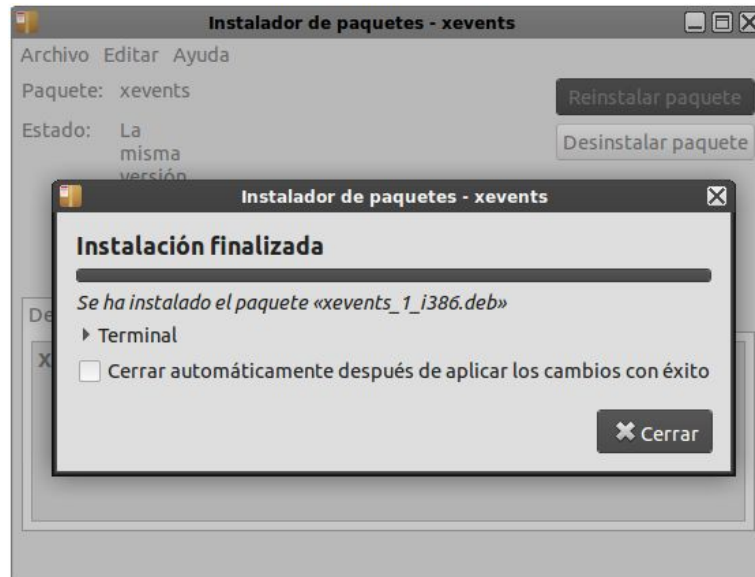 Instalador de paquetes - xevents
Archivo Editar Ayuda
Paquete: xevents
Reinstalar paquete
Estado: La
misma
versión
Desinstalar paquete
Instalador de paquetes - xevents
Instalación finalizada
Se ha instalado el paquete «xevents_1_i386.deb»
De
Terminal
X
Cerrar automáticamente después de aplicar los cambios con éxito
Cerrar